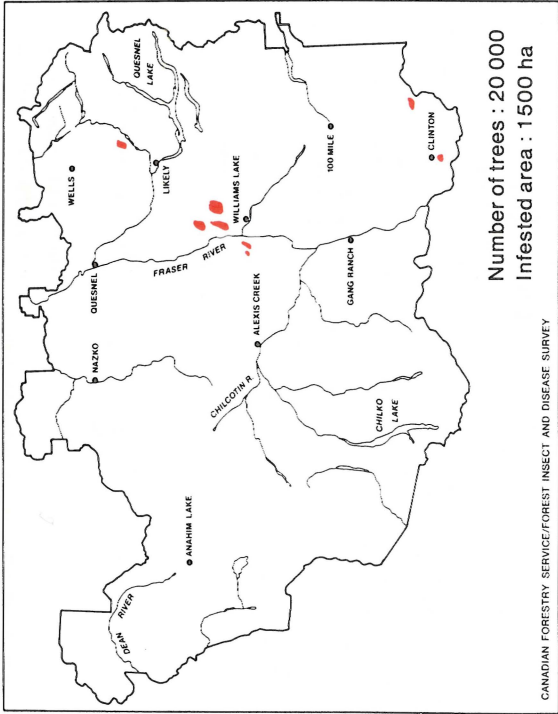 QUESNEL
LAKE
WELLS
LIKELY
QUESNEL
NAZKO
FRASER RIVER
WILLIAMS LAKE
100 MILE
CLINTON
ALEXIS CREEK
GANG RANCH
CHILCOTIN R.
CHILKO
LAKE
ANAHIM LAKE
DEAN RIVER
Number of trees : 20 000
Infested area : 1500 ha
CANADIAN FORESTRY SERVICE/FOREST INSECT AND DISEASE SURVEY